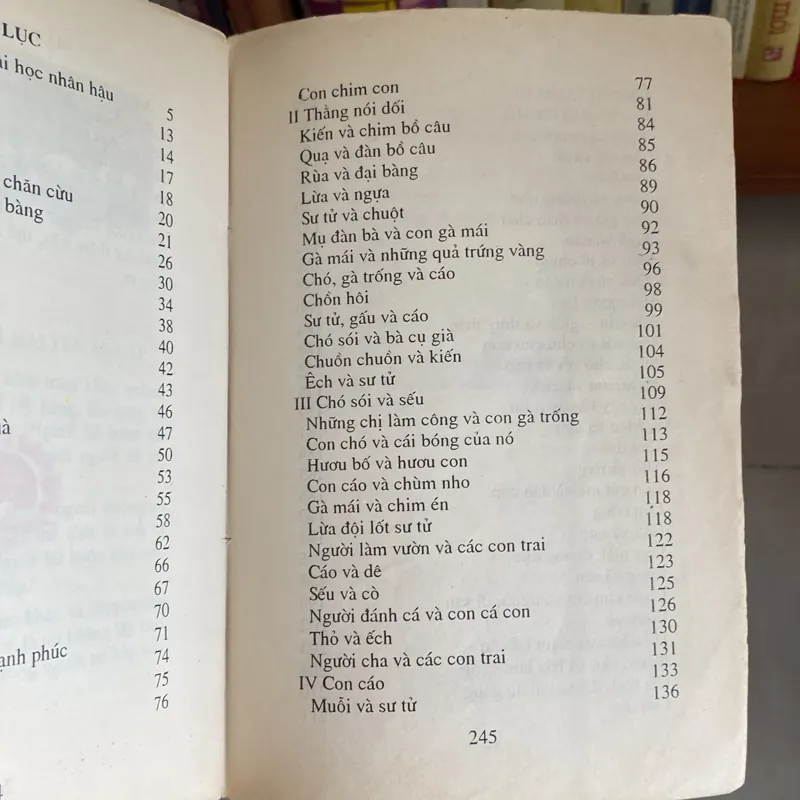 LỤC
học nhân hậu
5
13
14
17
chăn cừu 18
bàng 20
21
26
30
34
38
40
42
43
46
47
50
53
55
58
62
66
67
70
71
phúc 74
75
76
Con chim con 77
II Thằng nói dối 81
Kiến và chim bồ câu 84
Quạ và đàn bồ câu 85
Rùa và đại bàng 86
Lừa và ngựa 89
Sư tử và chuột 90
Mụ đàn bà và con gà mái 92
Gà mái và những quả trứng vàng 93
Chó, gà trống và cáo 96
Chồn hôi 98
Sư tử, gấu và cáo 99
Chó sói và bà cụ già 101
Chuồn chuồn và kiến 104
Ếch và sư tử 105
III Chó sói và sếu 109
Những chị làm công và con gà trống 112
Con chó và cái bóng của nó 113
Hươu bố và hươu con 115
Con cáo và chùm nho 116
Gà mái và chim én 118
Lừa đội lốt sư tử 118
Người làm vườn và các con trai 122
Cáo và dê 123
Sếu và cò 125
Người đánh cá và con cá con 126
Thỏ và ếch 130
Người cha và các con trai 131
IV Con cáo 133
Muỗi và sư tử 136
245